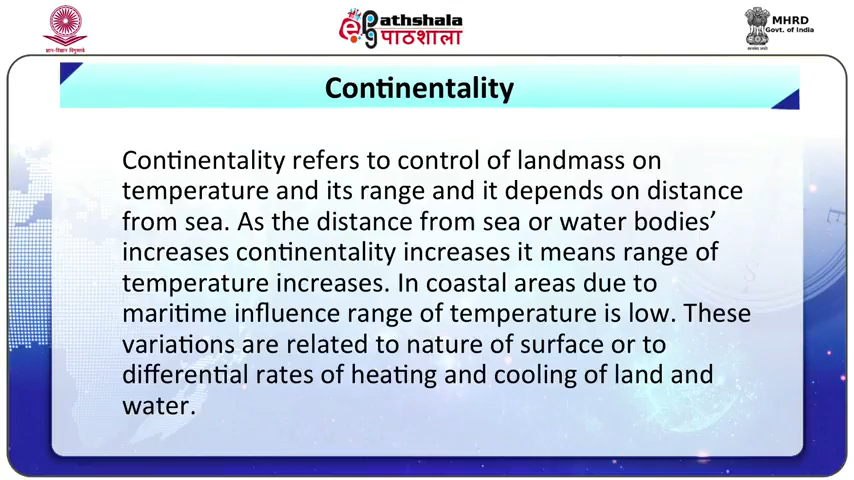 ज्ञान-विज्ञान विमुक्तये
e Pathshala
पाठशाला
MHRD
Govt. of India
Continentality
Continentality refers to control of landmass on
temperature and its range and it depends on distance
from sea. As the distance from sea or water bodies’
increases continentality increases it means range of
temperature increases. In coastal areas due to
maritime influence range of temperature is low. These
variations are related to nature of surface or to
differential rates of heating and cooling of land and
water.